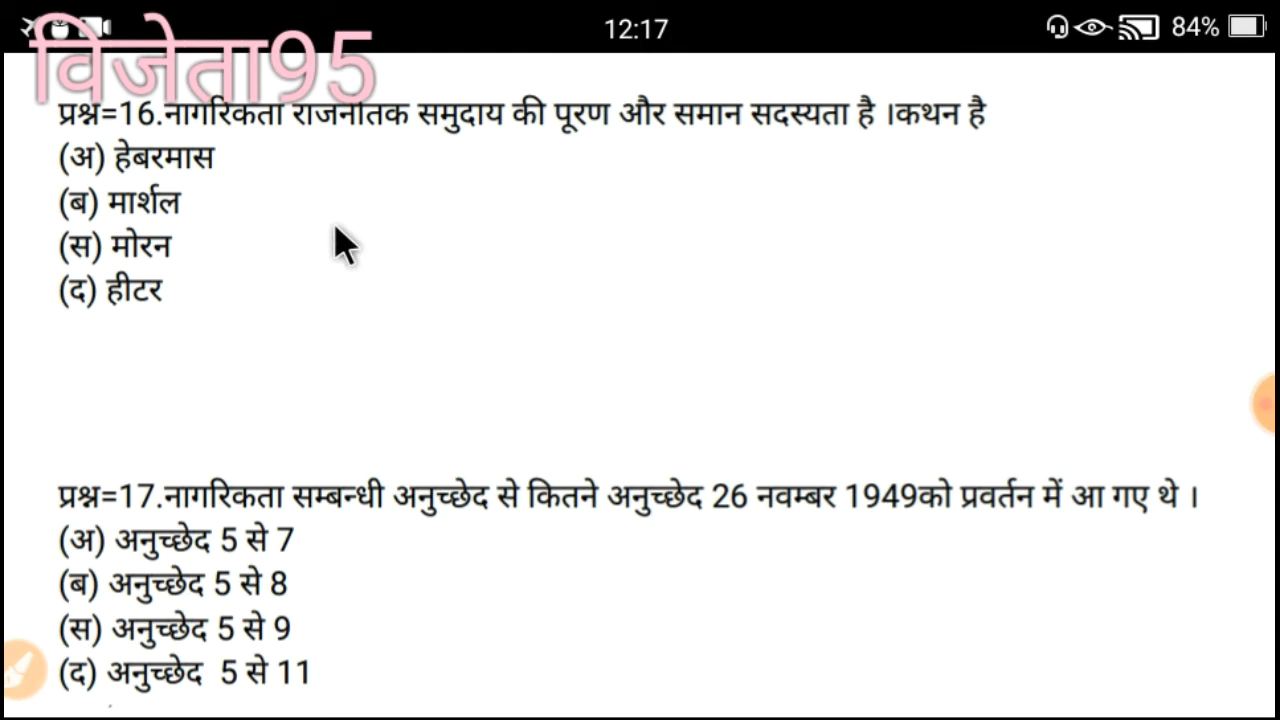 12:17
84%
विजेता95
प्रश्न=16.नागरिकता राजनीतक समुदाय की पूरण और समान सदस्यता है ।कथन है
(अ) हेबरमास
(ब) मार्शल
(स) मोरन
(द) हीटर
प्रश्न=17.नागरिकता सम्बन्धी अनुच्छेद से कितने अनुच्छेद 26 नवम्बर 1949को प्रवर्तन में आ गए थे ।
(अ) अनुच्छेद 5 से 7
(ब) अनुच्छेद 5 से 8
(स) अनुच्छेद 5 से 9
(द) अनुच्छेद 5 से 11